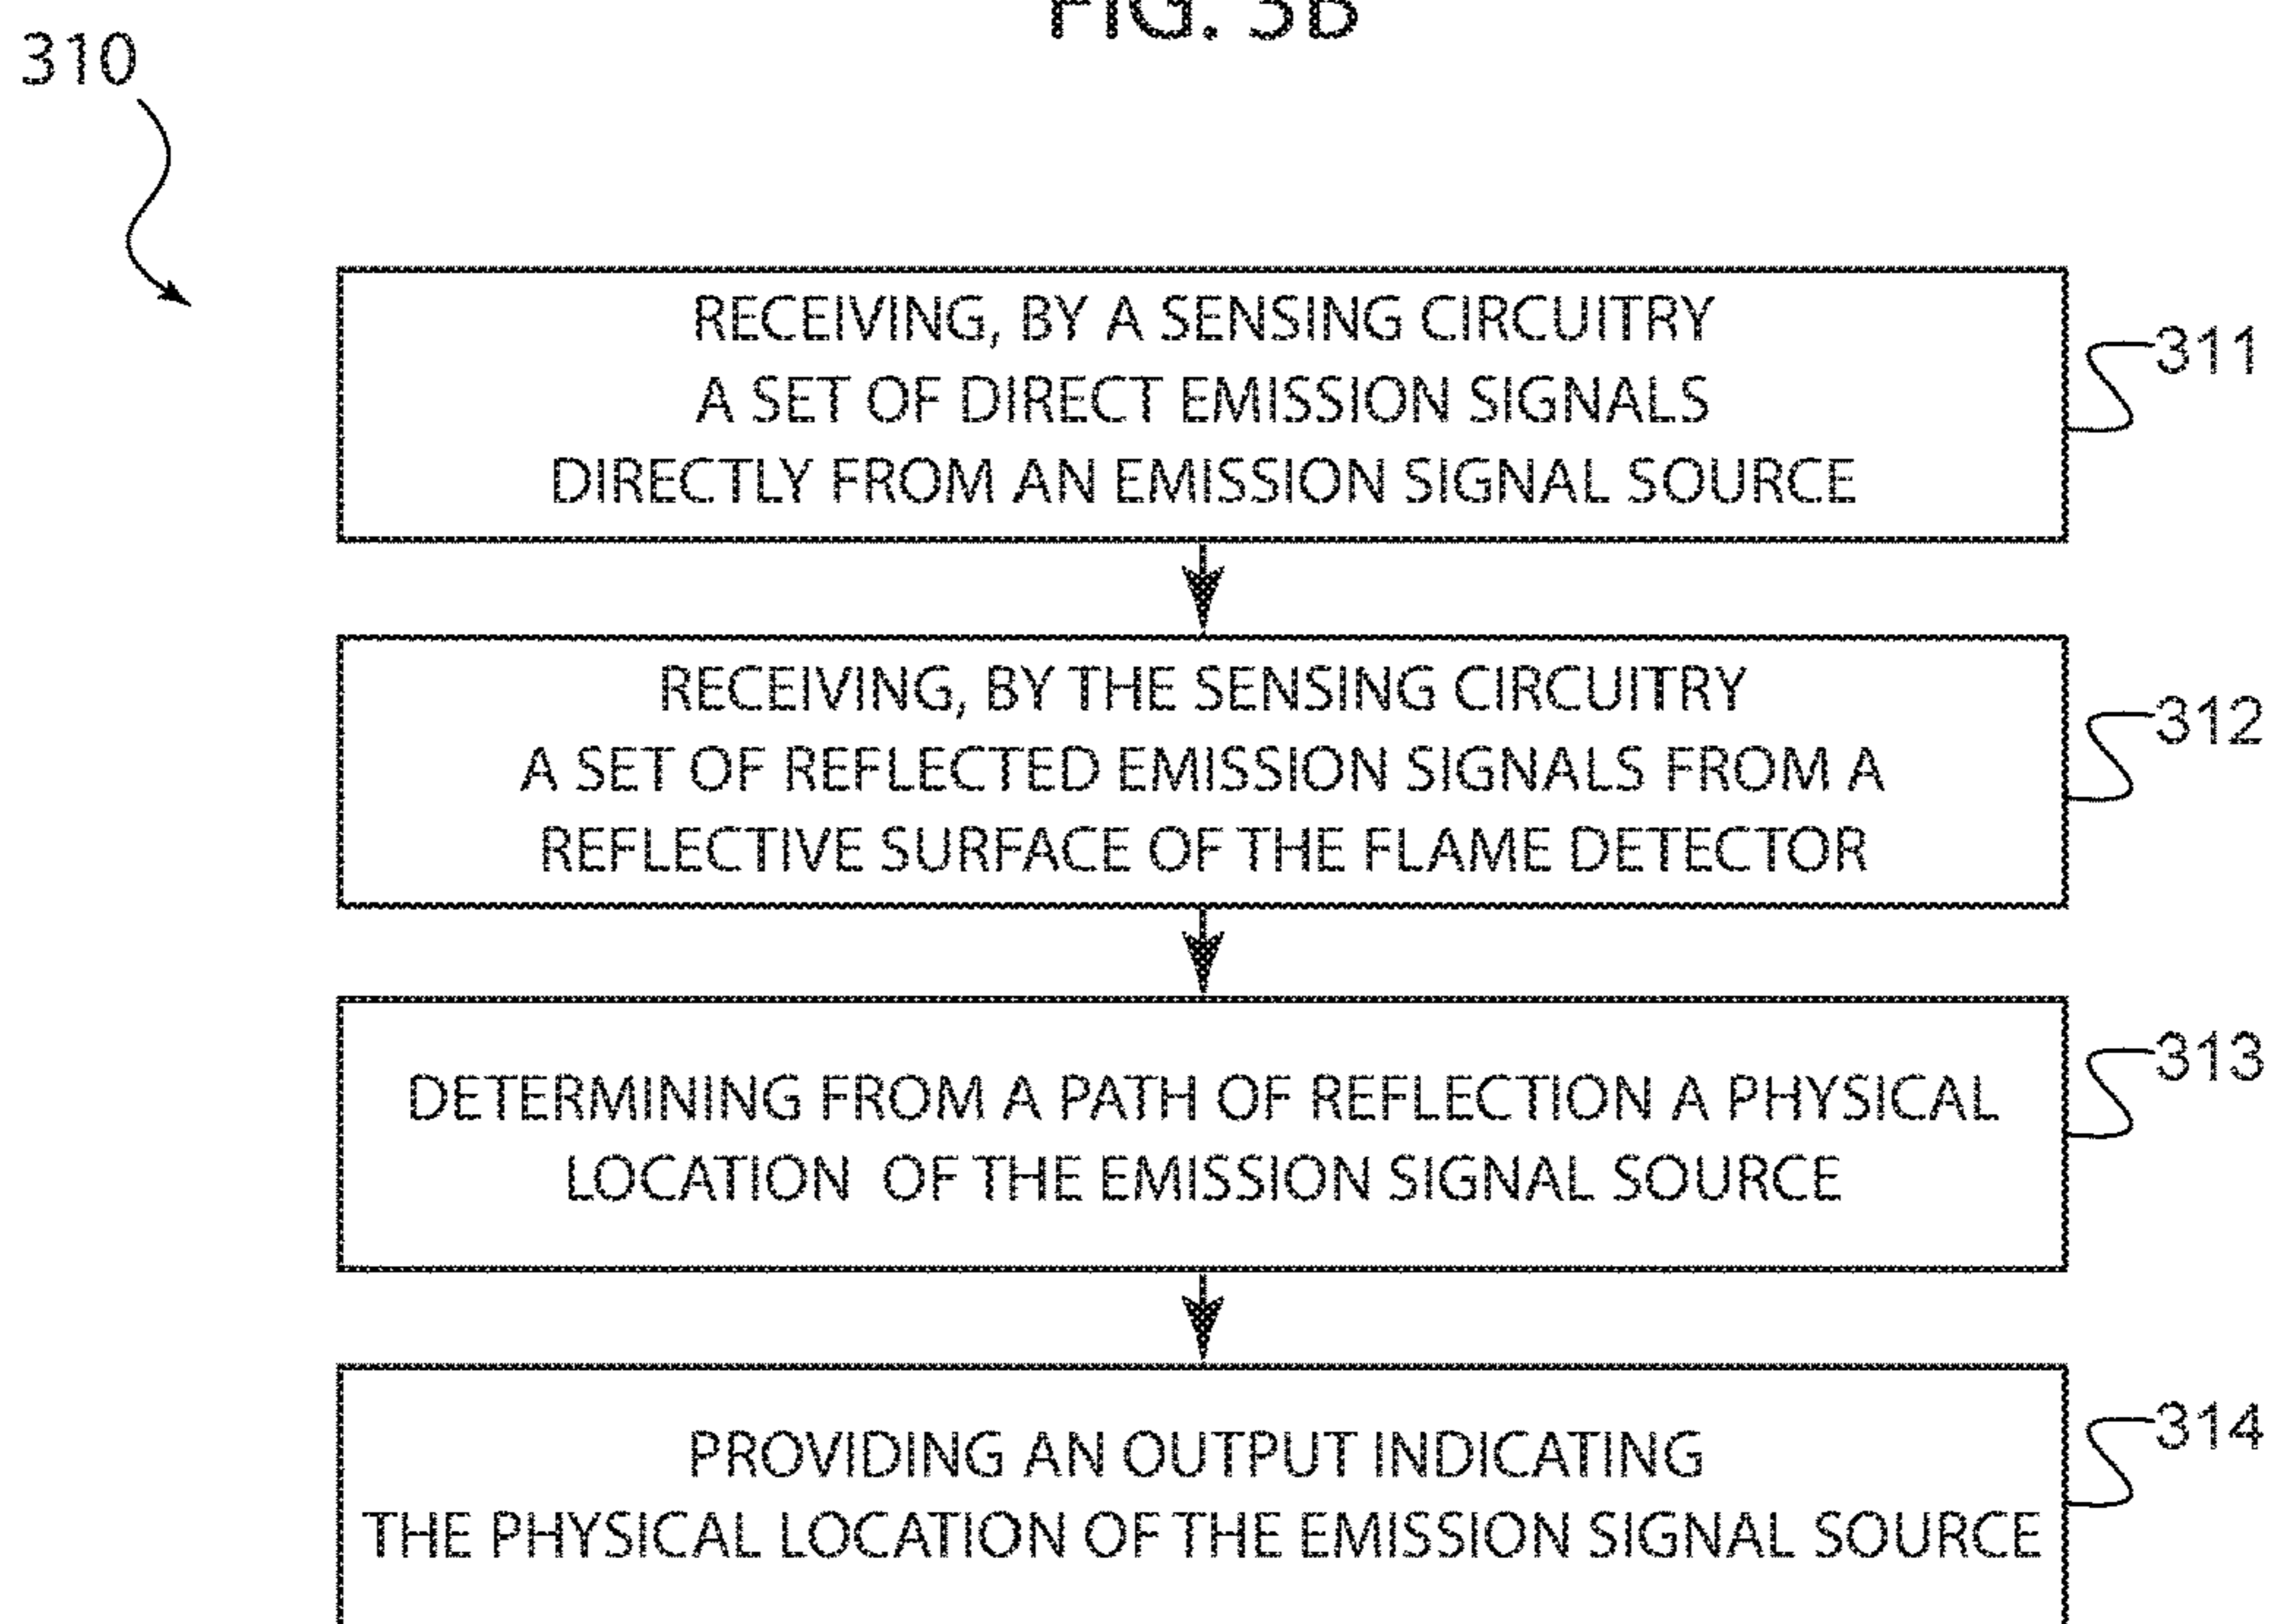 FIG. 3B
310
RECEIVING, BY A SENSING CIRCUITRY
A SET OF DIRECT EMISSION SIGNALS
DIRECTLY FROM AN EMISSION SIGNAL SOURCE
311
RECEIVING, BY THE SENSING CIRCUITRY
A SET OF REFLECTED EMISSION SIGNALS FROM A
REFLECTIVE SURFACE OF THE FLAME DETECTOR
312
DETERMINING FROM A PATH OF REFLECTION A PHYSICAL
LOCATION OF THE EMISSION SIGNAL SOURCE
313
PROVIDING AN OUTPUT INDICATING
THE PHYSICAL LOCATION OF THE EMISSION SIGNAL SOURCE
314